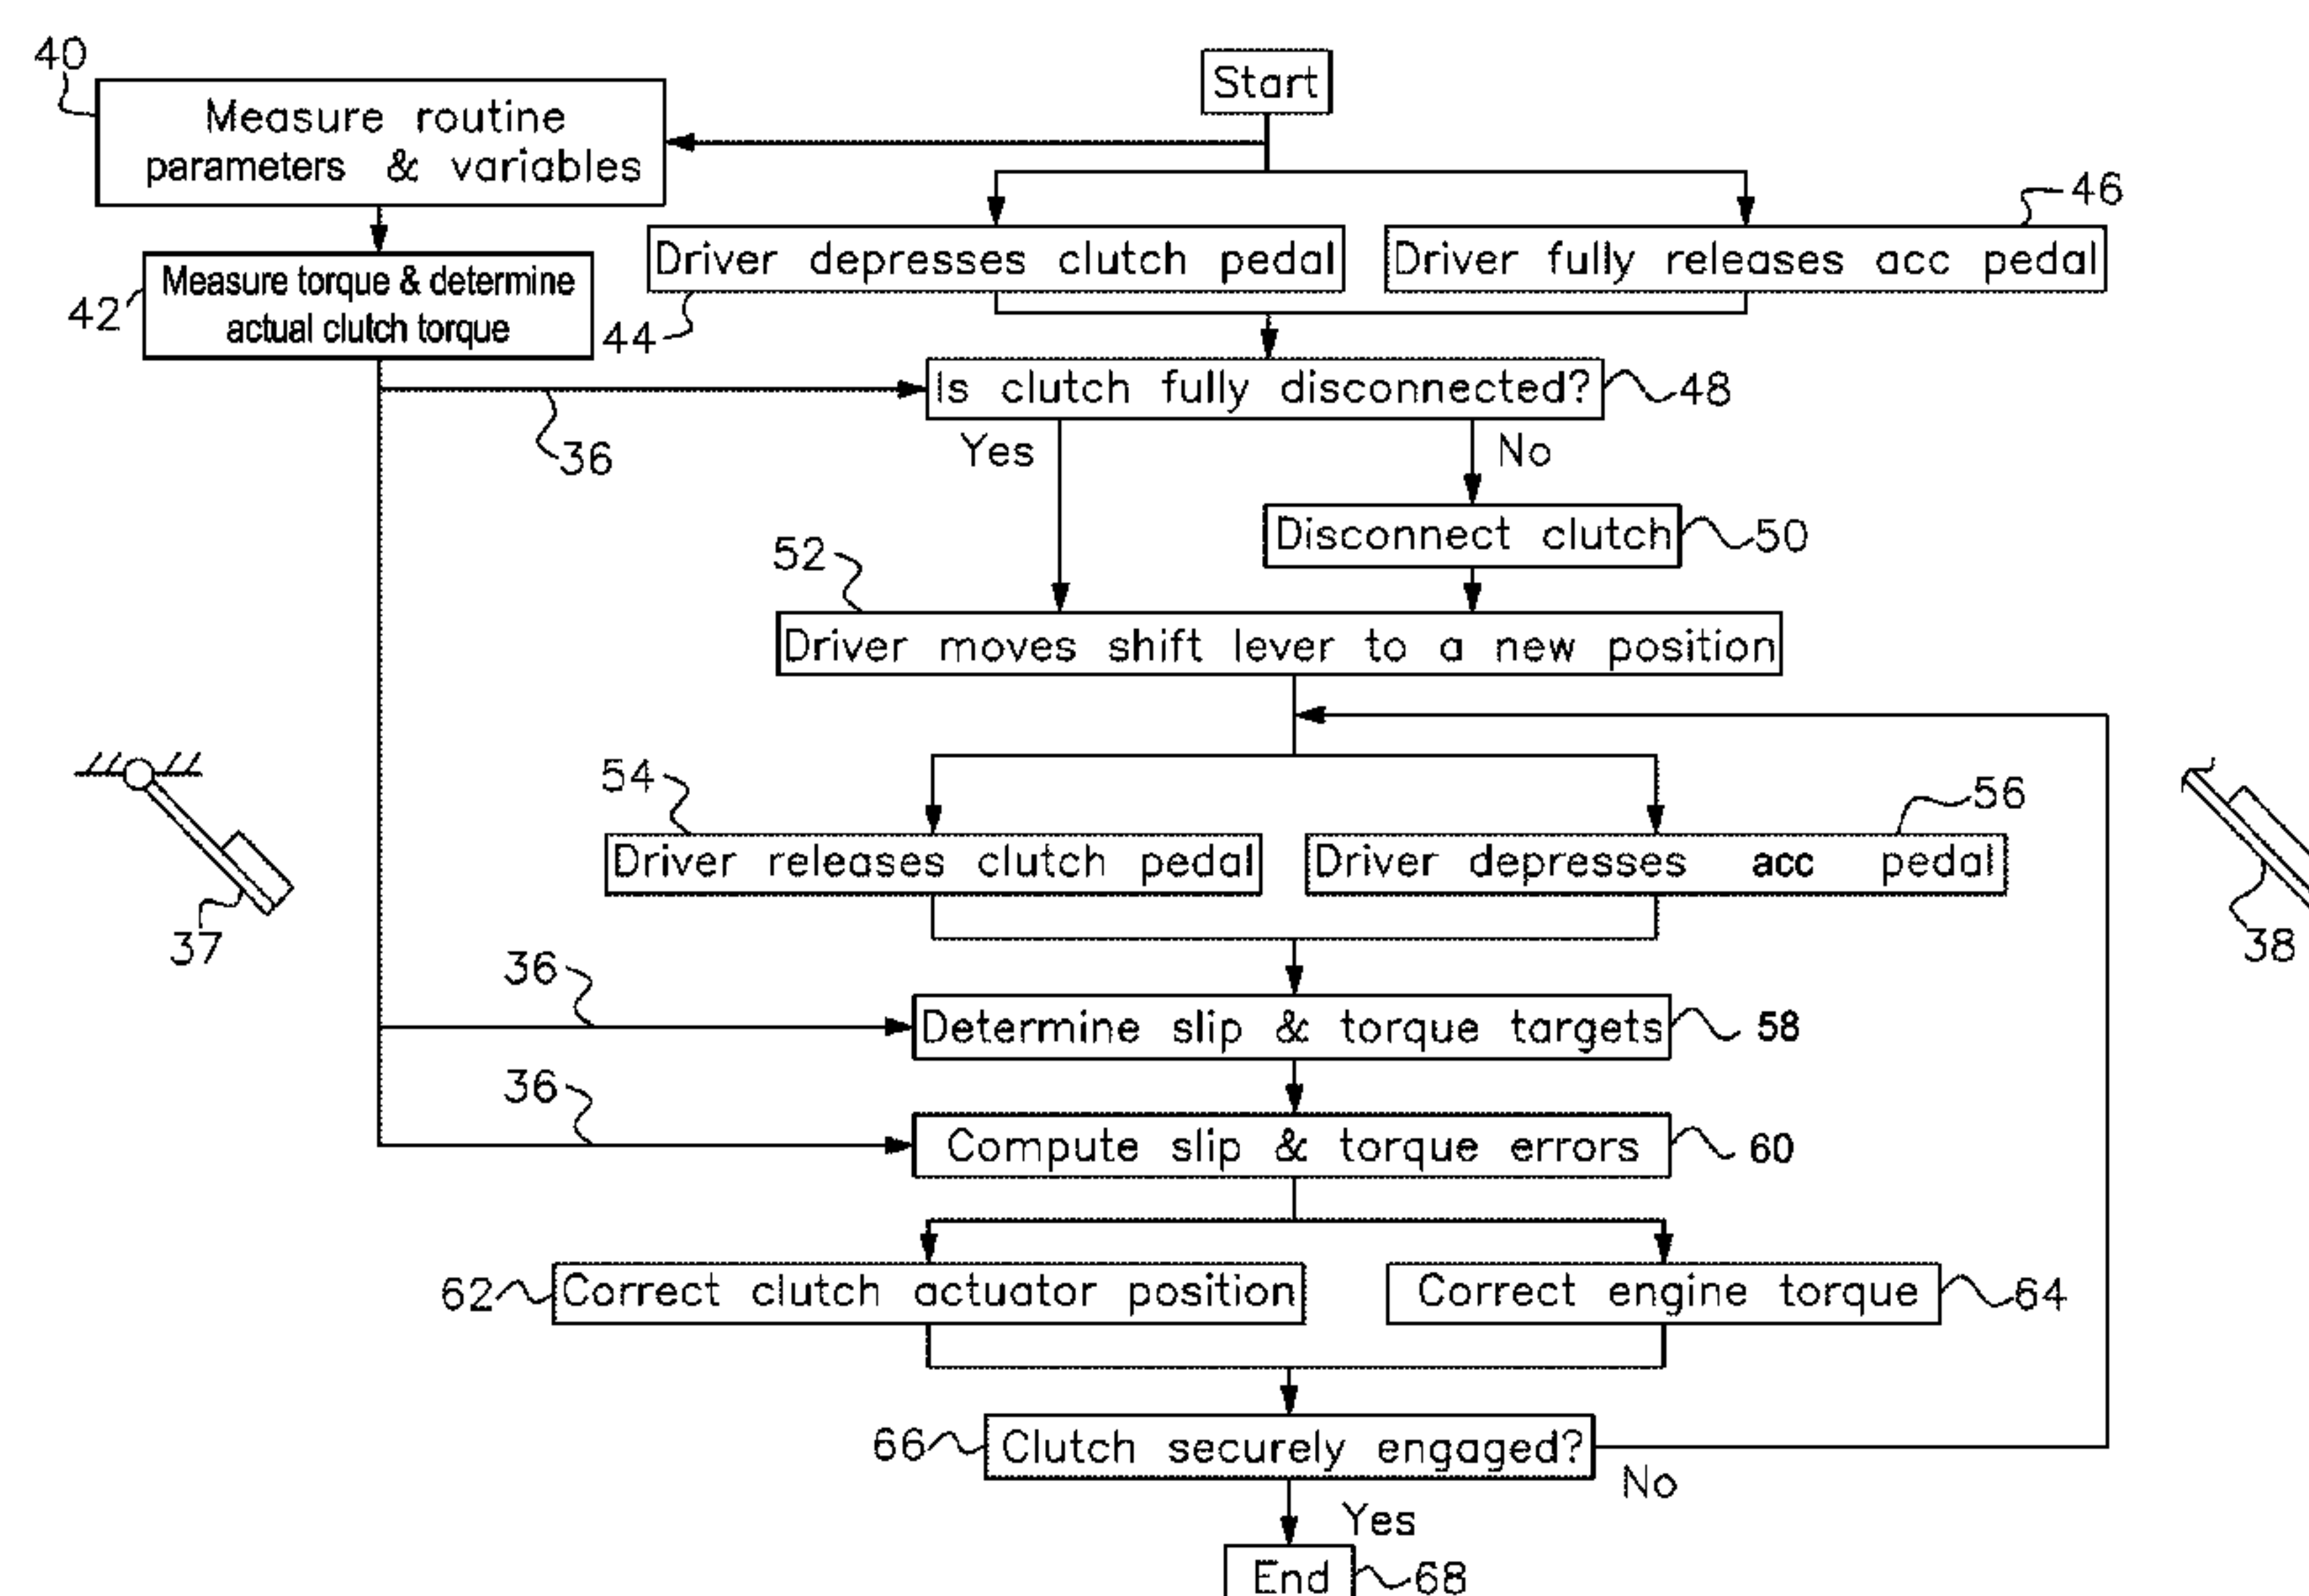 40
Start
Measure routine
parameters & variables
46
Driver depresses clutch pedal
Driver fully releases acc pedal
Measure torque & determine
actual clutch torque
42
44
Is clutch fully disconnected?
48
36
Yes
No
Disconnect clutch
50
52
Driver moves shift lever to a new position
54
56
Driver releases clutch pedal
Driver depresses acc pedal
37
38
36
Determine slip & torque targets
58
36
Compute slip & torque errors
60
62
Correct clutch actuator position
Correct engine torque
64
66
Clutch securely engaged?
No
Yes
End
68